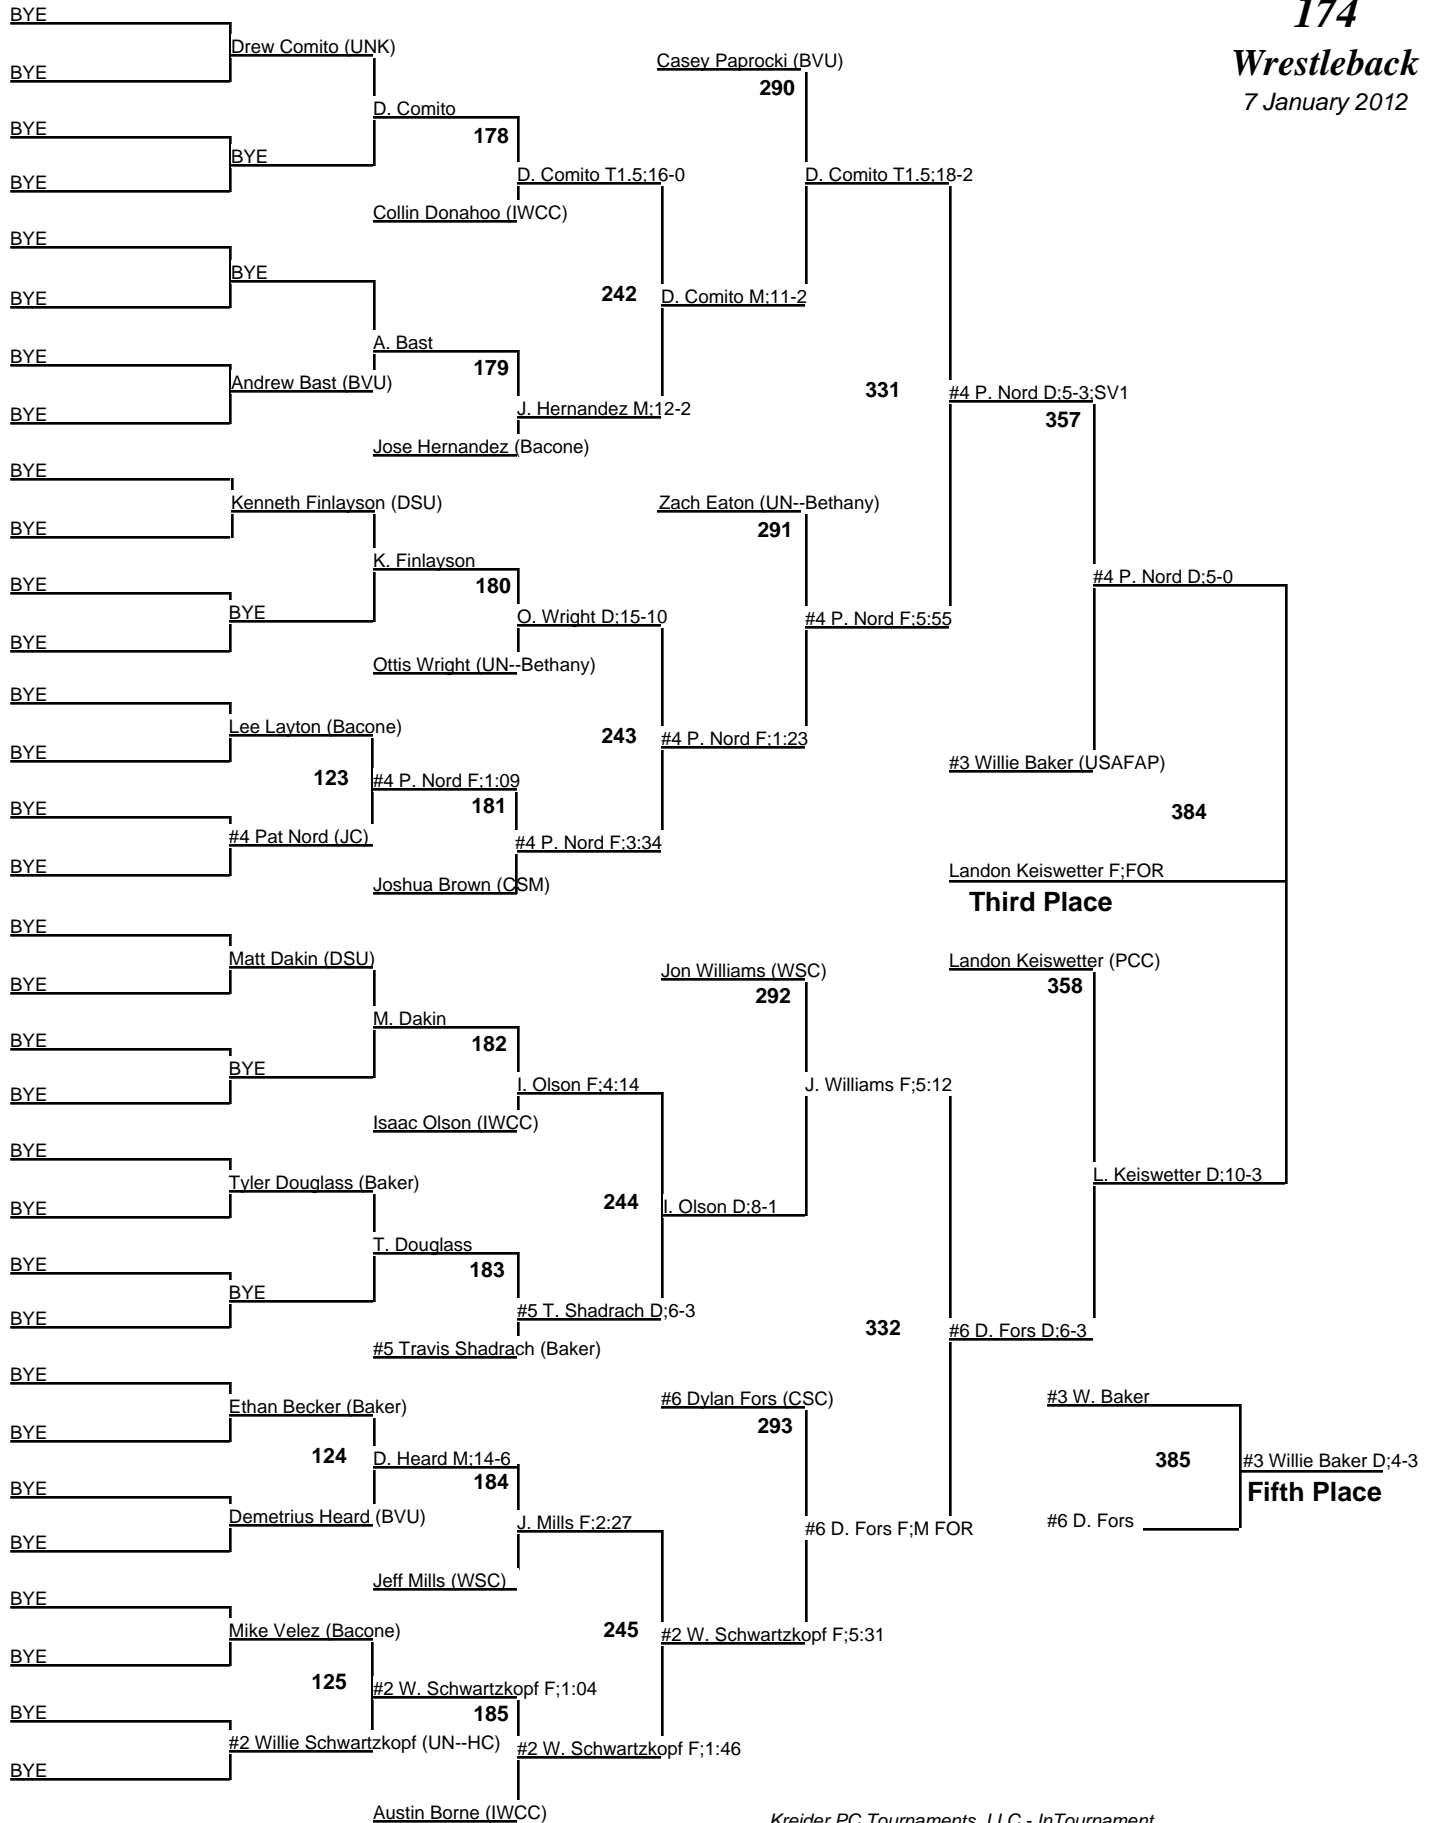 174
Wrestleback
7 January 2012
BYE
Drew Comito (UNK)
BYE
Casey Paprocki (BVU)
290
D. Comito
178
BYE
BYE
BYE
D. Comito T1.5;16-0
D. Comito T1.5;18-2
Collin Donahoo (IWCC)
BYE
BYE
BYE
242
D. Comito M;11-2
A. Bast
179
BYE
Andrew Bast (BVU)
BYE
331
#4 P. Nord D;5-3;SV1
357
J. Hernandez M;12-2
Jose Hernandez (Bacone)
BYE
Kenneth Finlayson (DSU)
BYE
Zach Eaton (UN--Bethany)
291
K. Finlayson
180
#4 P. Nord D;5-0
BYE
BYE
BYE
O. Wright D;15-10
#4 P. Nord F;5:55
Ottis Wright (UN--Bethany)
BYE
Lee Layton (Bacone)
BYE
243
#4 P. Nord F;1:23
#3 Willie Baker (USAFAP)
123
#4 P. Nord F;1:09
181
384
BYE
#4 Pat Nord (JC)
BYE
#4 P. Nord F;3:34
Joshua Brown (CSM)
Landon Keiswetter F;FOR
Third Place
BYE
Matt Dakin (DSU)
BYE
Jon Williams (WSC)
292
Landon Keiswetter (PCC)
358
M. Dakin
182
BYE
BYE
BYE
I. Olson F;4:14
J. Williams F;5:12
Isaac Olson (IWCC)
BYE
Tyler Douglass (Baker)
BYE
L. Keiswetter D;10-3
244
I. Olson D;8-1
T. Douglass
183
BYE
BYE
BYE
#5 T. Shadrach D;6-3
332
#6 D. Fors D;6-3
#5 Travis Shadrach (Baker)
BYE
Ethan Becker (Baker)
BYE
#6 Dylan Fors (CSC)
293
#3 W. Baker
124
D. Heard M;14-6
184
385
#3 Willie Baker D;4-3
Fifth Place
BYE
Demetrius Heard (BVU)
BYE
J. Mills F;2:27
#6 D. Fors F;M FOR
#6 D. Fors
Jeff Mills (WSC)
BYE
Mike Velez (Bacone)
BYE
245
#2 W. Schwartzkopf F;5:31
125
#2 W. Schwartzkopf F;1:04
185
BYE
#2 Willie Schwartzkopf (UN--HC)
BYE
#2 W. Schwartzkopf F;1:46
Austin Borne (IWCC)
Kreider PC Tournaments, LLC - InTournament